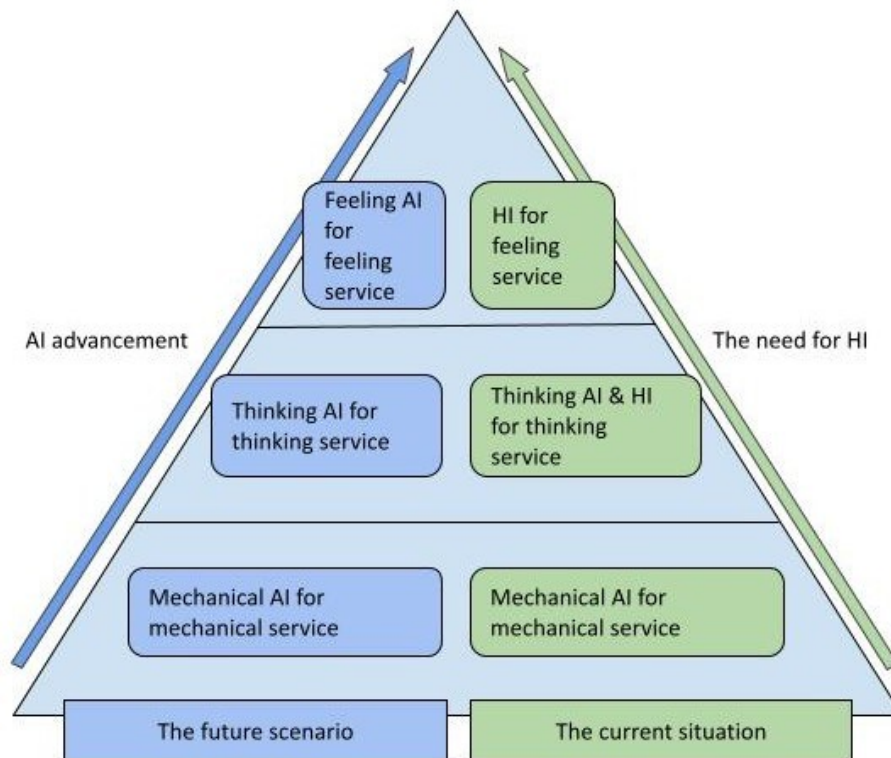 Feeling AI
for
feeling
service
HI for
feeling
service
AI advancement
The need for HI
Thinking AI for
thinking service
Thinking AI & HI
for thinking
service
Mechanical AI for
mechanical service
Mechanical AI for
mechanical service
The future scenario
The current situation